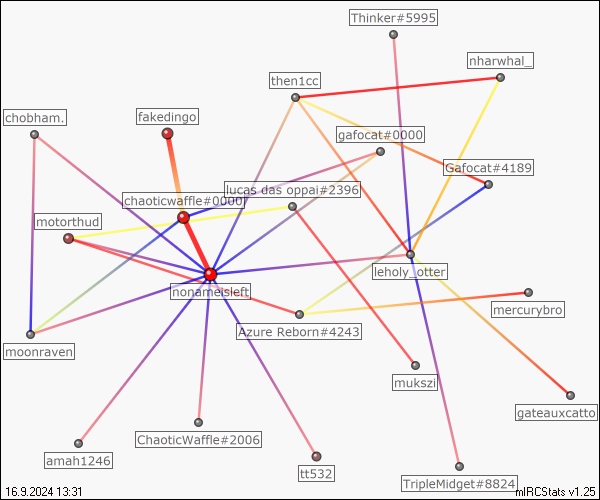 Thinker#5995
nharwhal_
then1cc
chobham.
fakedingo
gafocat#0000
Gafocat#4189
lucas das oppai#2396
chaoticwaffle#0000
motorthud
leholy_otter
nonameisleft
mercurybro
Azure Reborn#4243
moonraven
mukszi
gateauxcatto
ChaoticWaffle#2006
amah1246
tt532
TripleMidget#8824
16.9.2024 13:31
mIRCStats v1.25